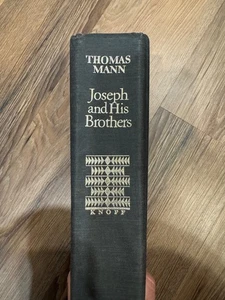 THOMAS
MANN
Joseph
and His
Brothers
KNOPF